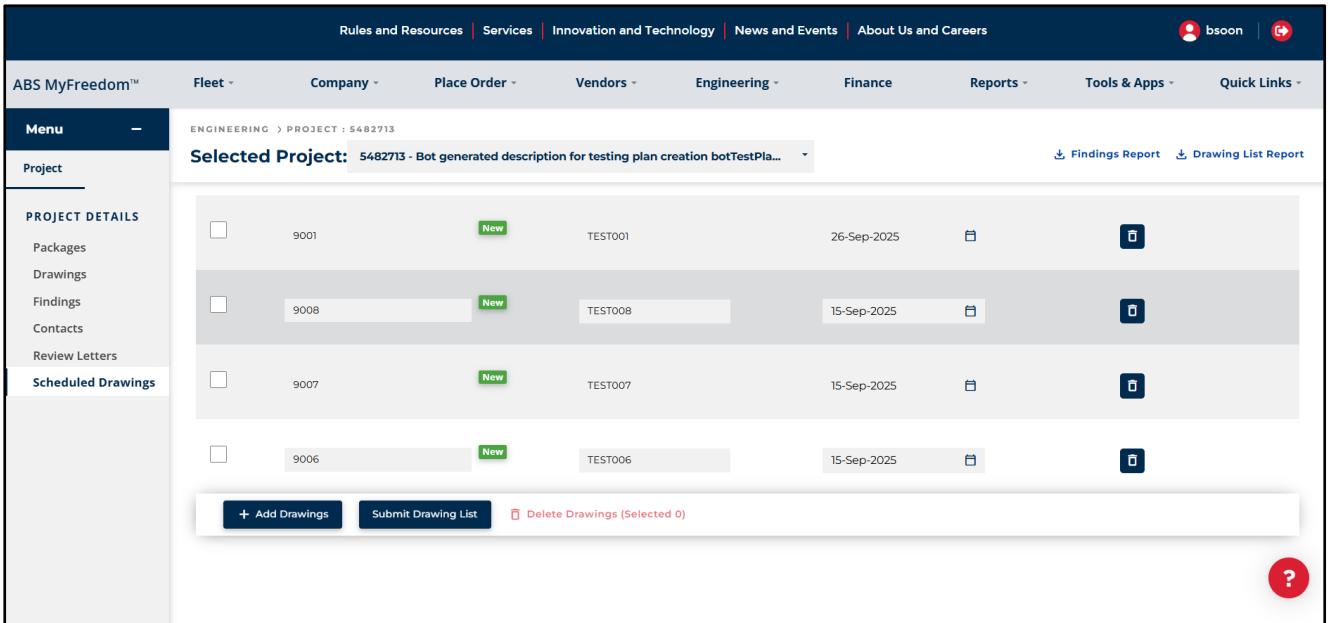 Rules and Resources Services Innovation and Technology News and Events About Us and Careers bsoon
ABS MyFreedom™ Fleet Company Place Order Vendors Engineering Finance Reports Tools & Apps Quick Links
Menu
ENGINEERING > PROJECT : 5482713
Selected Project: 5482713 - Bot generated description for testing plan creation botTestPla... Findings Report Drawing List Report
Project
PROJECT DETAILS
Packages
Drawings
Findings
Contacts
Review Letters
Scheduled Drawings
9001 New TEST001 26-Sep-2025
9008 New TEST008 15-Sep-2025
9007 New TEST007 15-Sep-2025
9006 New TEST006 15-Sep-2025
+ Add Drawings Submit Drawing List Delete Drawings (Selected 0)
?